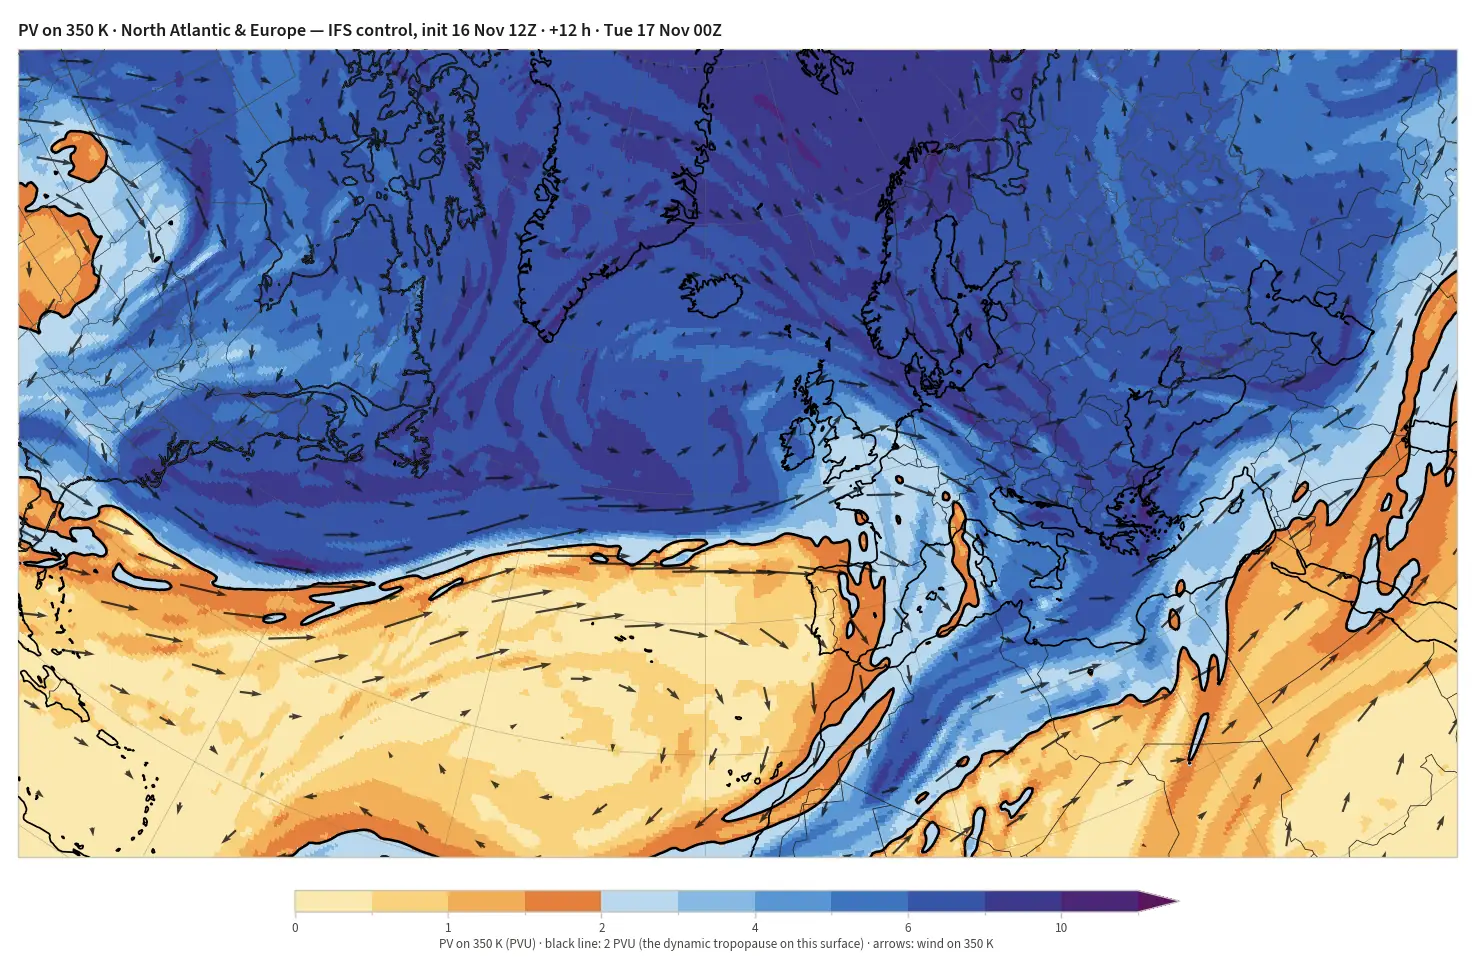 PV on 350 K · North Atlantic & Europe — IFS control, init 16 Nov 12Z · +12 h · Tue 17 Nov 00Z
0 1 2 4 6 10
PV on 350 K (PVU) · black line: 2 PVU (the dynamic tropopause on this surface) · arrows: wind on 350 K